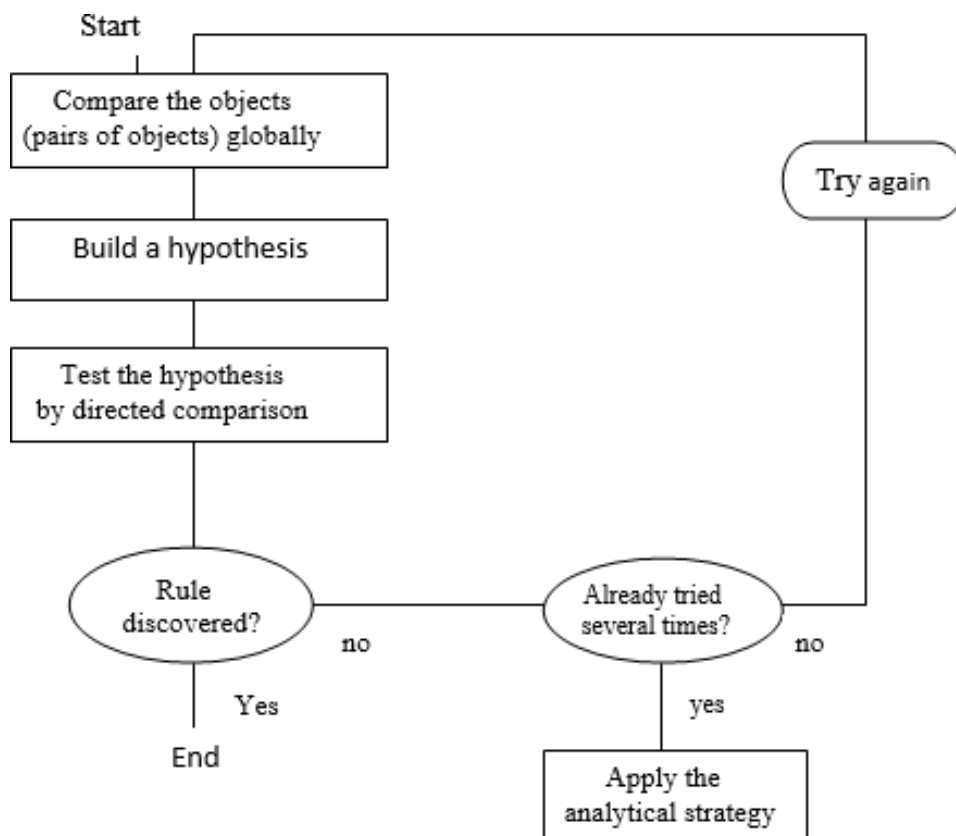 Start
Compare the objects
(pairs of objects) globally
Try again
Build a hypothesis
Test the hypothesis
by directed comparison
Rule
discovered?
no
Already tried
several times?
no
Yes
yes
End
Apply the
analytical strategy